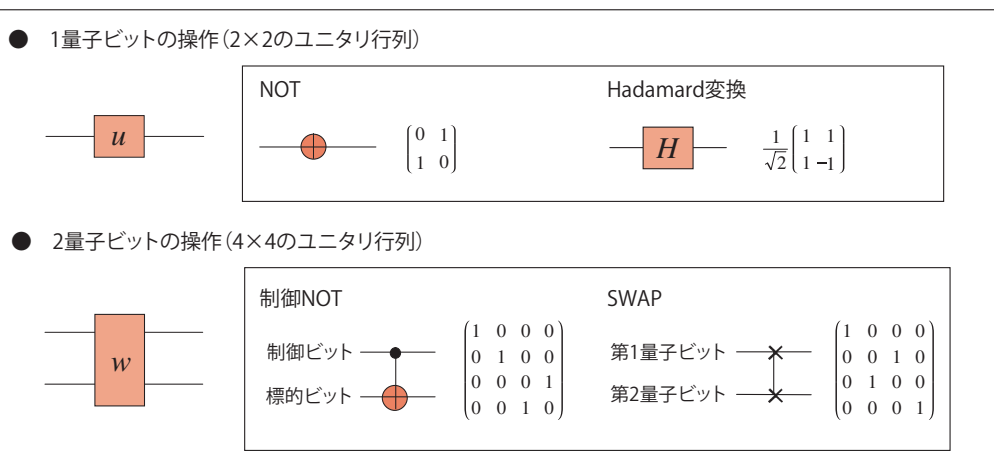 ● 1量子ビットの操作(2×2のユニタリ行列)
NOT
Hadamard変換
u
0 1
1 0
H
1/√2
1 1
1 -1
● 2量子ビットの操作(4×4のユニタリ行列)
制御NOT
SWAP
w
制御ビット
標的ビット
1 0 0 0
0 1 0 0
0 0 0 1
0 0 1 0
第1量子ビット
第2量子ビット
1 0 0 0
0 0 1 0
0 1 0 0
0 0 0 1